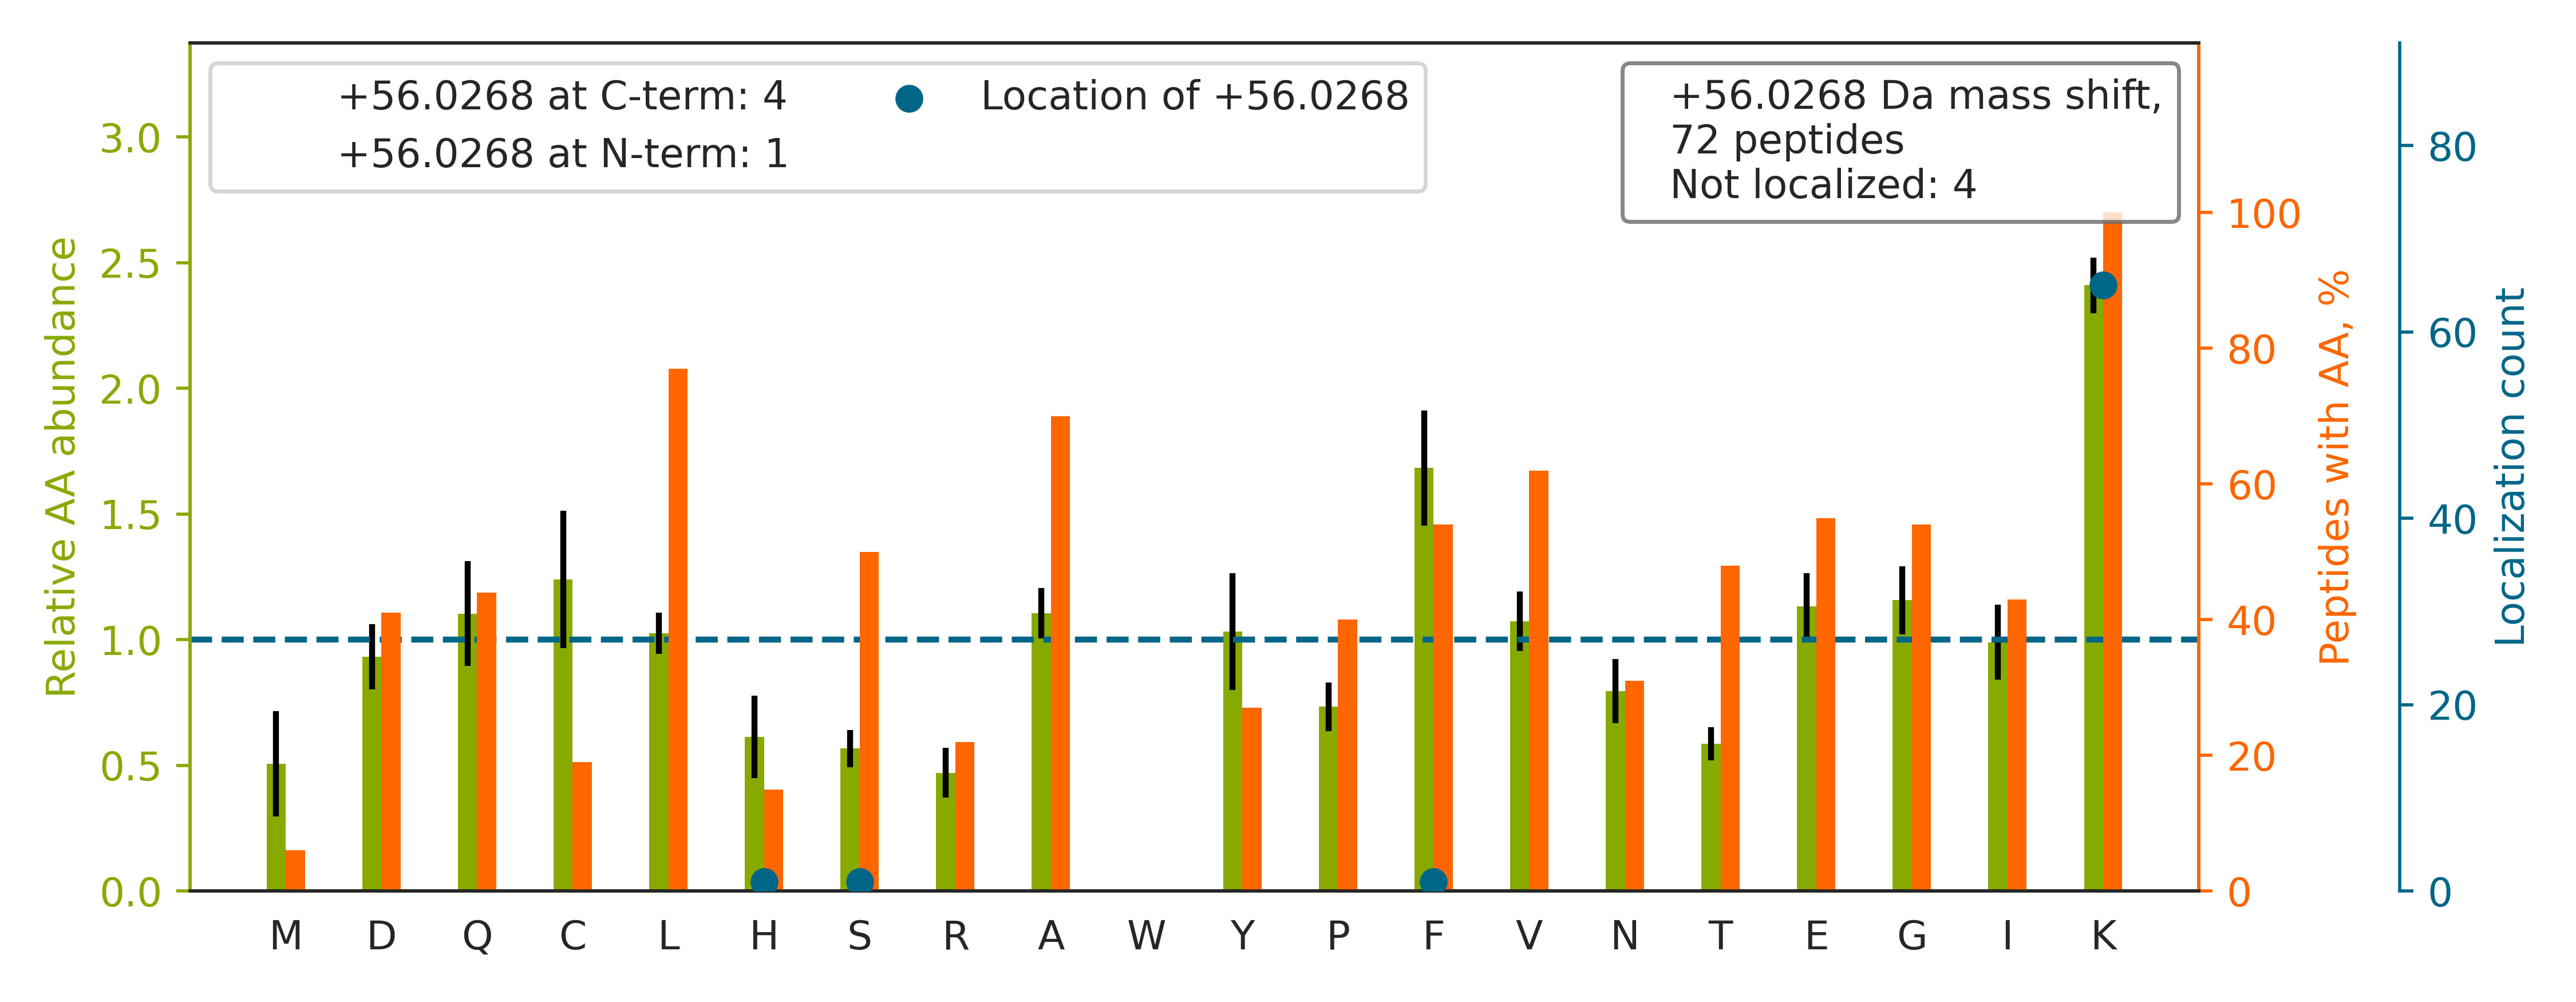 +56.0268 at C-term: 4
+56.0268 at N-term: 1
Location of +56.0268
+56.0268 Da mass shift,
72 peptides
Not localized: 4
Relative AA abundance
3.0
2.5
2.0
1.5
1.0
0.5
0.0
M D Q C L H S R A W Y P F V N T E G I K
100
80
60
40
20
0
Peptides with AA, %
80
60
40
20
0
Localization count